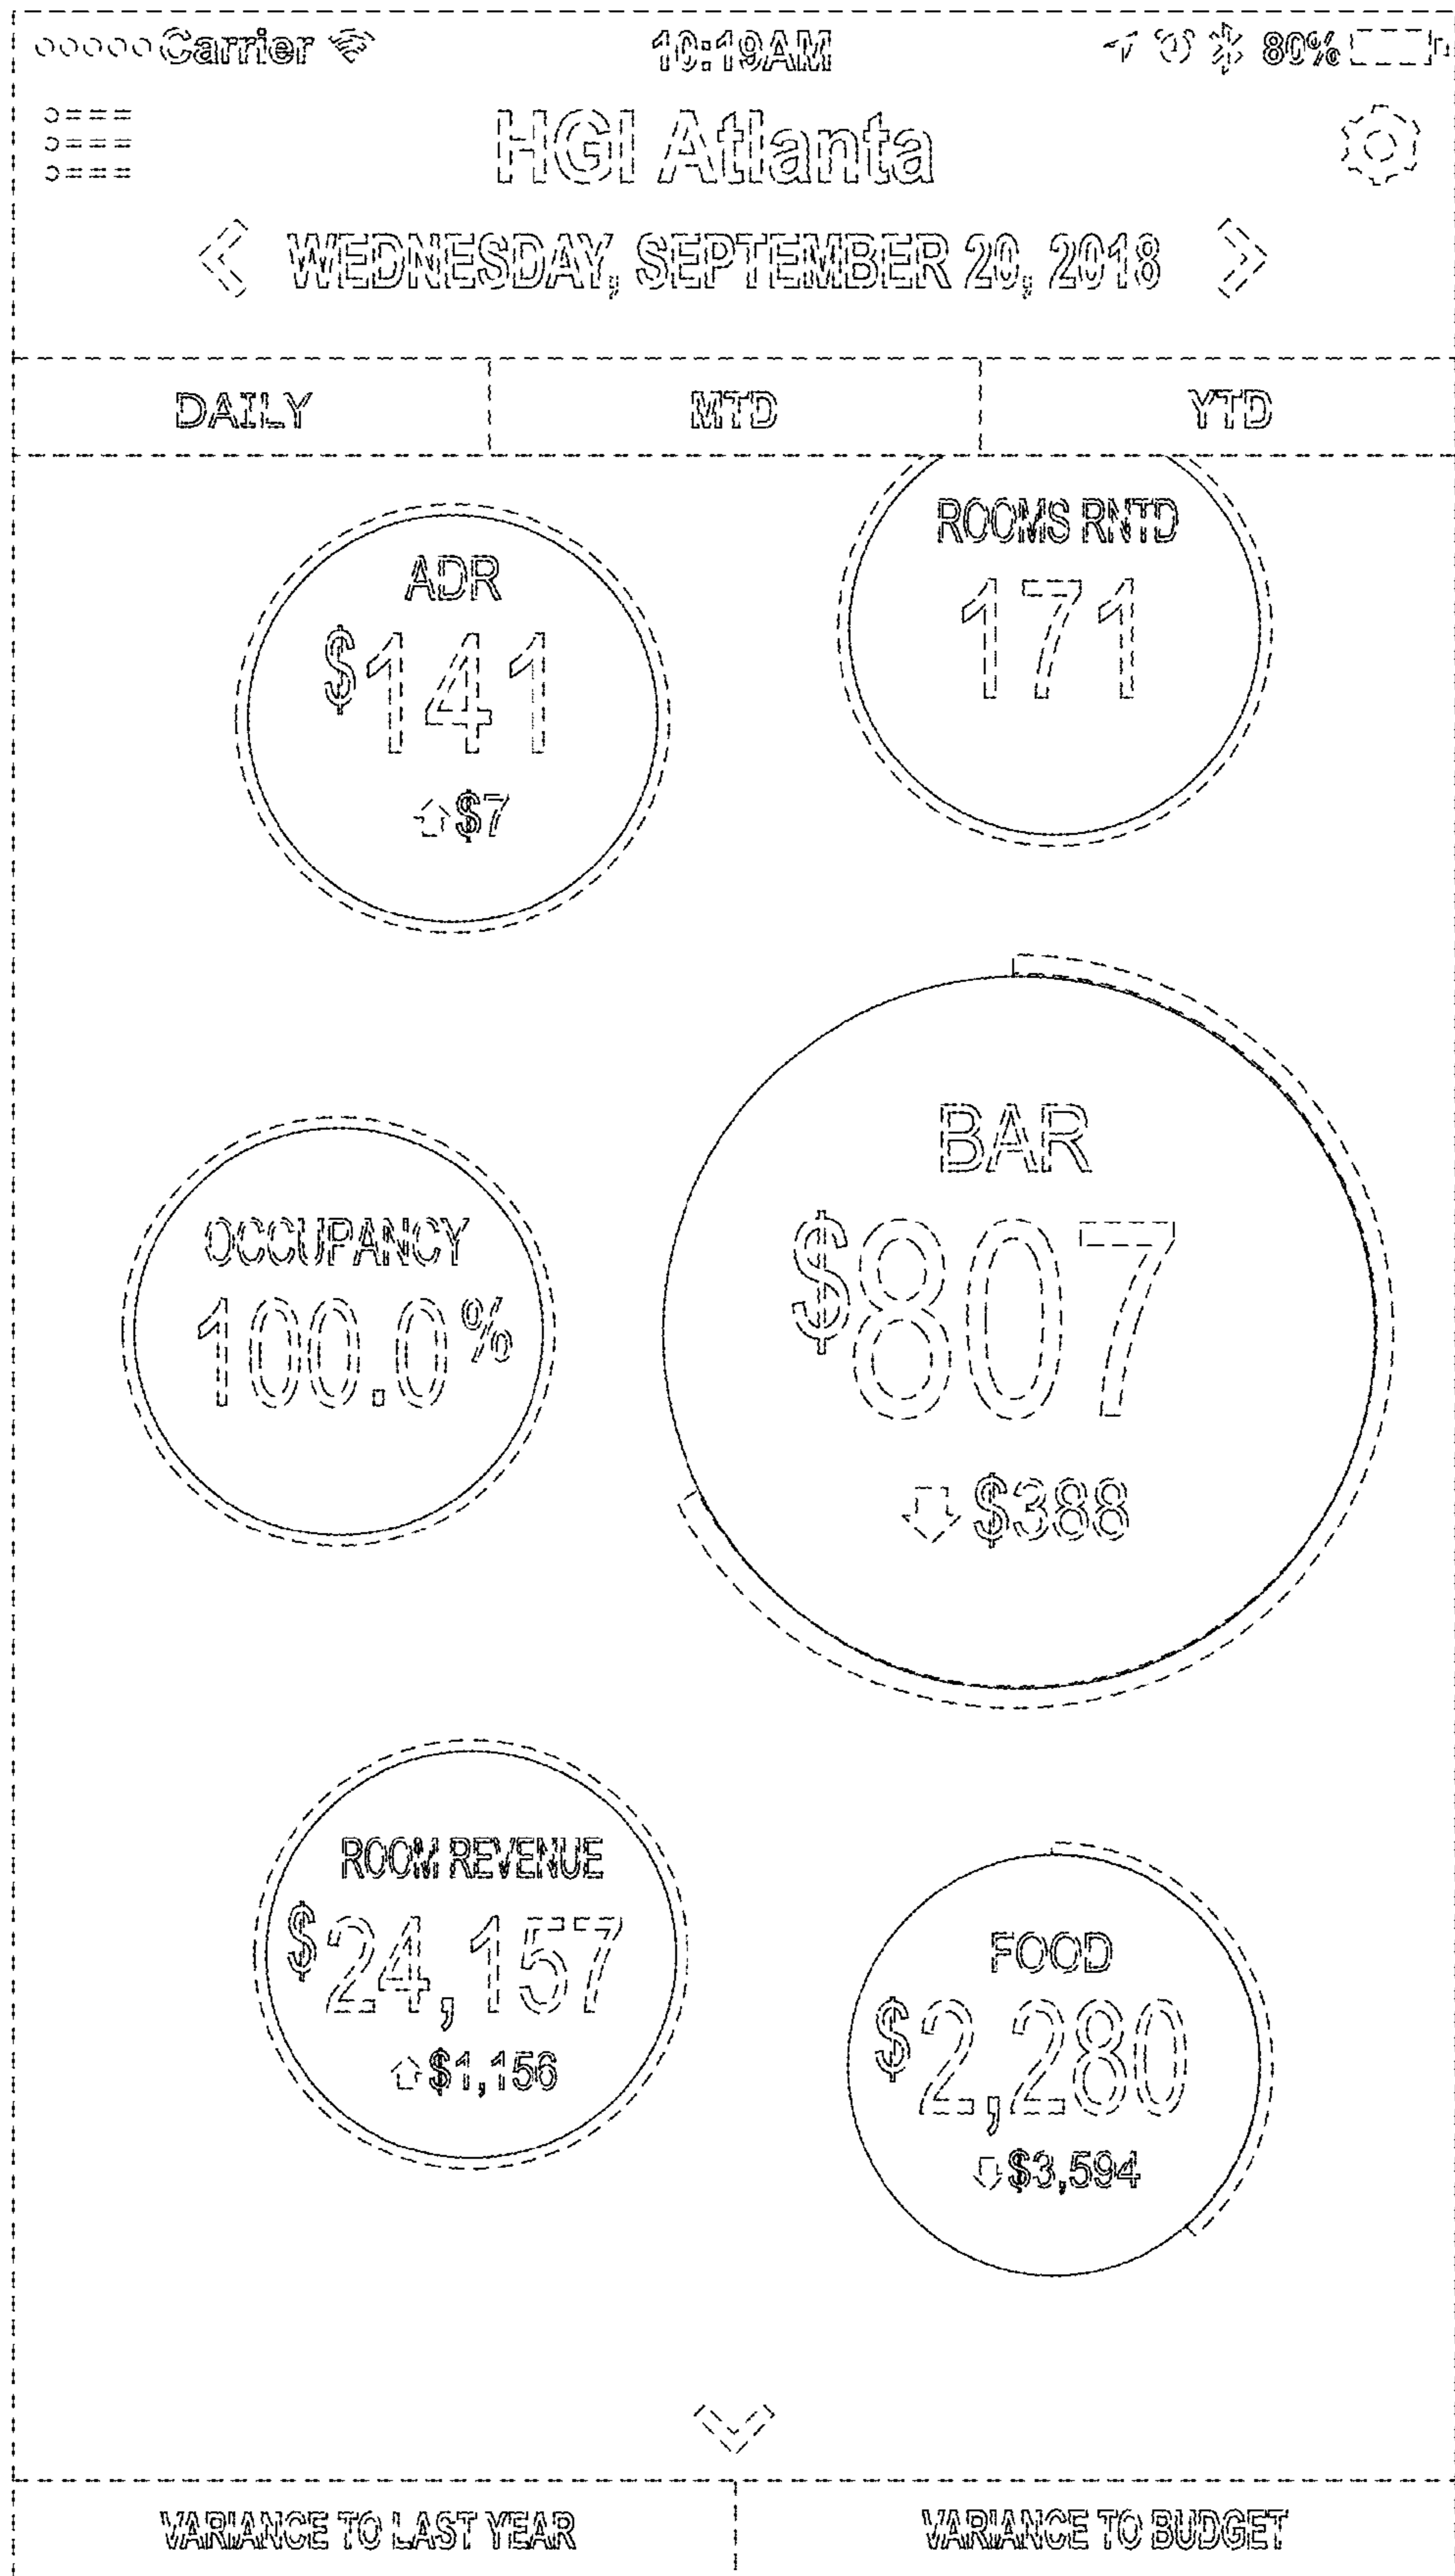 Carrier 10:19AM 80%
HGI Atlanta
WEDNESDAY, SEPTEMBER 20, 2018
DAILY MTD YTD
ADR
$141
$7
ROOMS RNTD
171
OCCUPANCY
100.0%
BAR
$807
$388
ROOM REVENUE
$24,157
$1,156
FOOD
$2,280
$3,594
VARIANCE TO LAST YEAR VARIANCE TO BUDGET